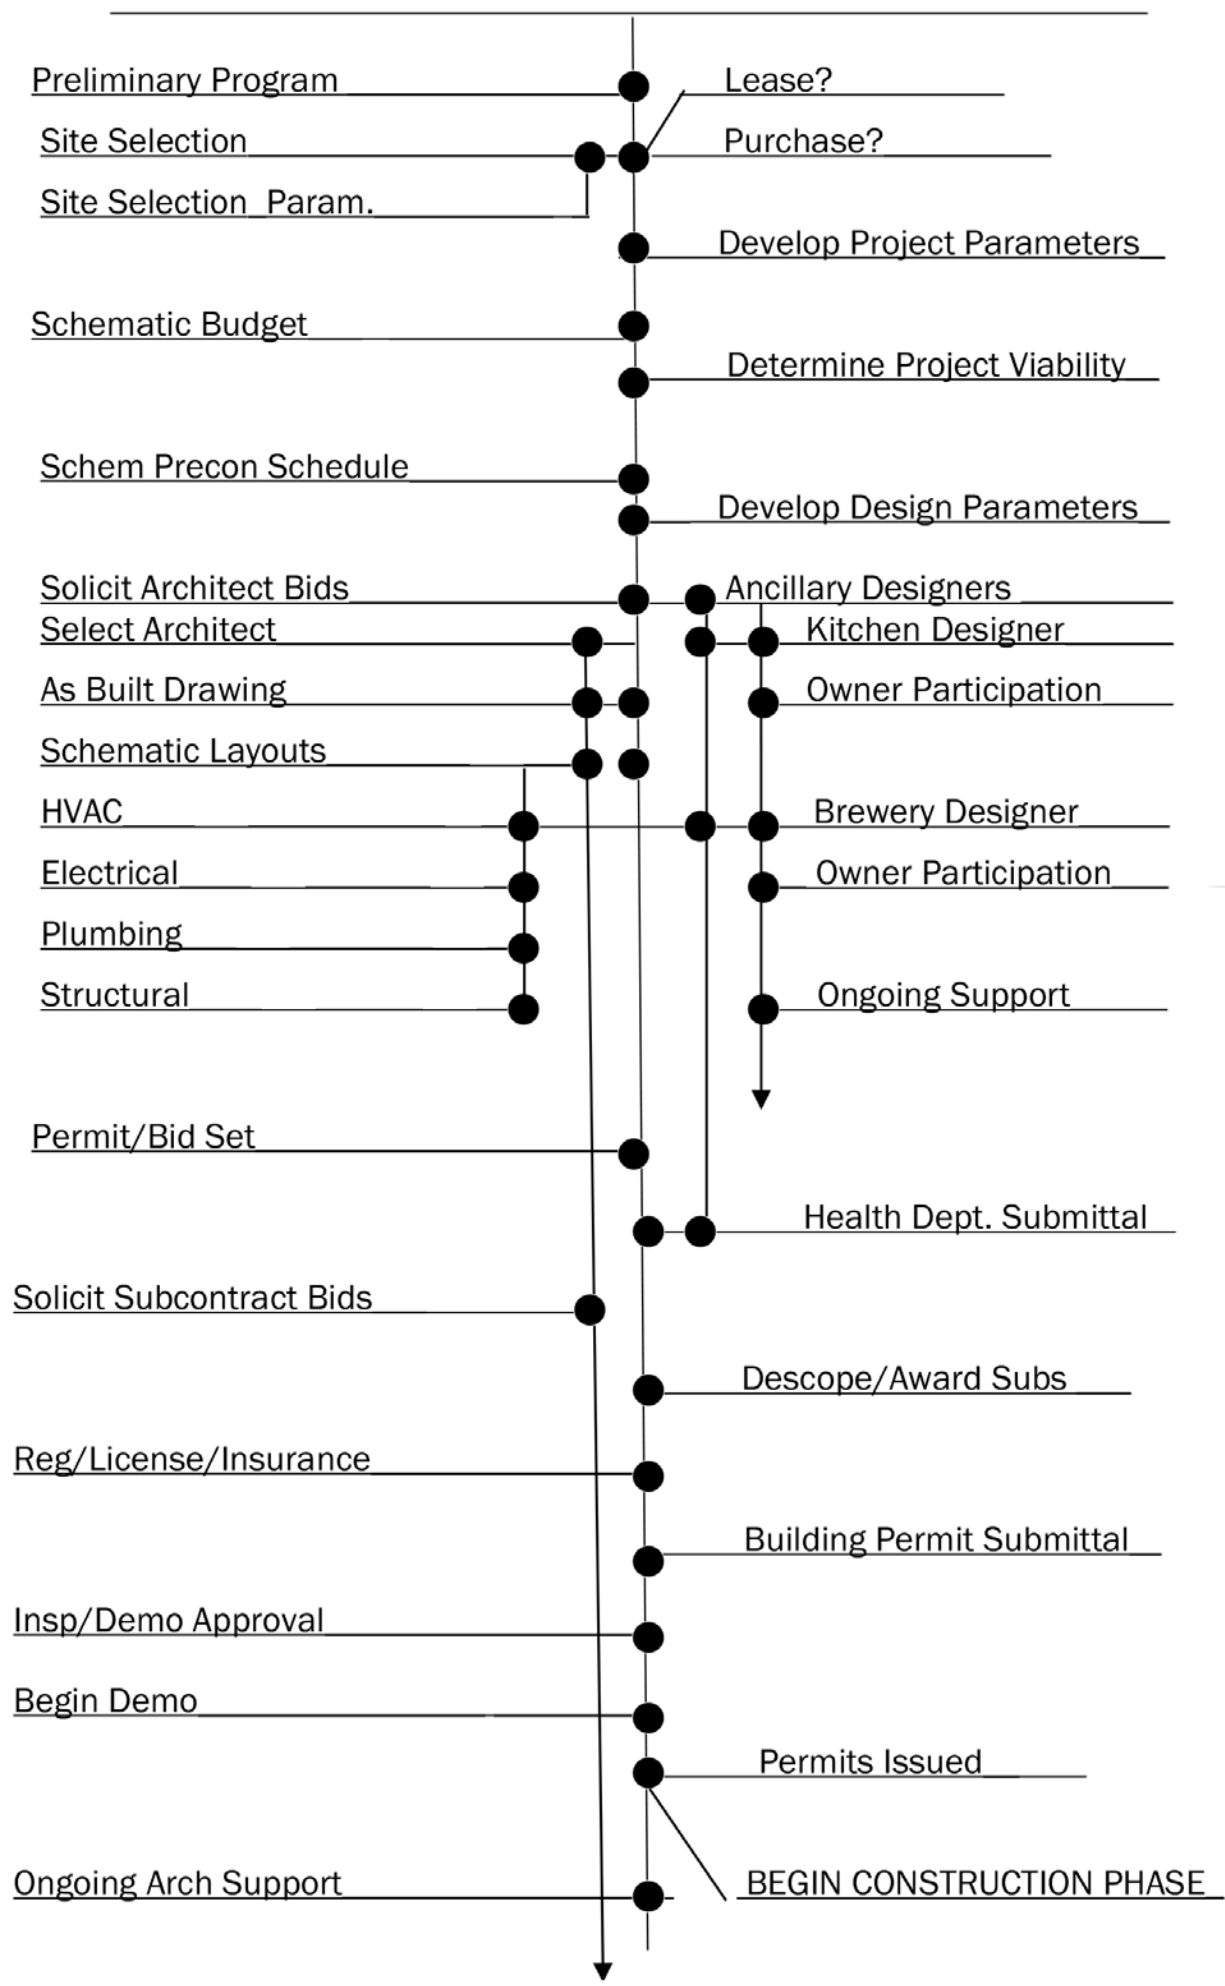 Preliminary Program
Lease?
Site Selection
Purchase?
Site Selection Param.
Develop Project Parameters
Schematic Budget
Determine Project Viability
Schem Precon Schedule
Develop Design Parameters
Solicit Architect Bids
Ancillary Designers
Select Architect
Kitchen Designer
As Built Drawing
Owner Participation
Schematic Layouts
HVAC
Brewery Designer
Electrical
Owner Participation
Plumbing
Structural
Ongoing Support
Permit/Bid Set
Health Dept. Submittal
Solicit Subcontract Bids
Descope/Award Subs
Reg/License/Insurance
Building Permit Submittal
Insp/Demo Approval
Begin Demo
Permits Issued
Ongoing Arch Support
BEGIN CONSTRUCTION PHASE